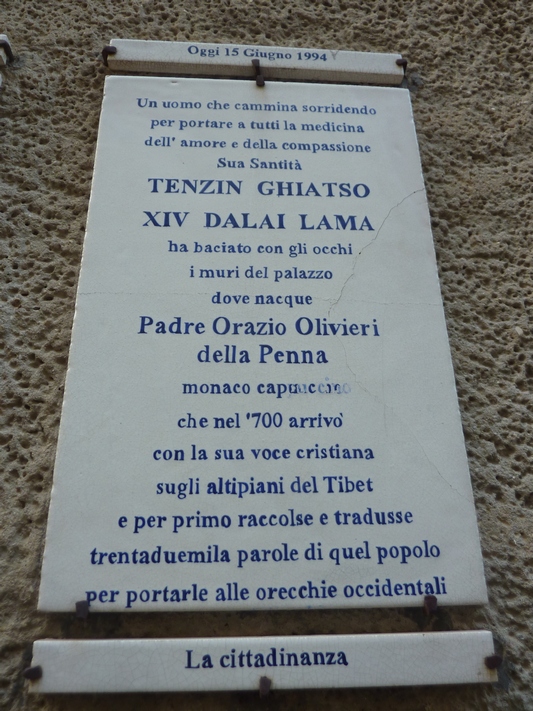 Oggi 15 Giugno 1994
Un uomo che cammina sorridendo
per portare a tutti la medicina
dell' amore e della compassione
Sua Santità
TENZIN GHIATSO
XIV DALAI LAMA
ha baciato con gli occhi
i muri del palazzo
dove nacque
Padre Orazio Olivieri
della Penna
monaco capuccino
che nel '700 arrivò
con la sua voce cristiana
sugli altipiani del Tibet
e per primo raccolse e tradusse
trentaduemila parole di quel popolo
per portarle alle orecchie occidentali
La cittadinanza